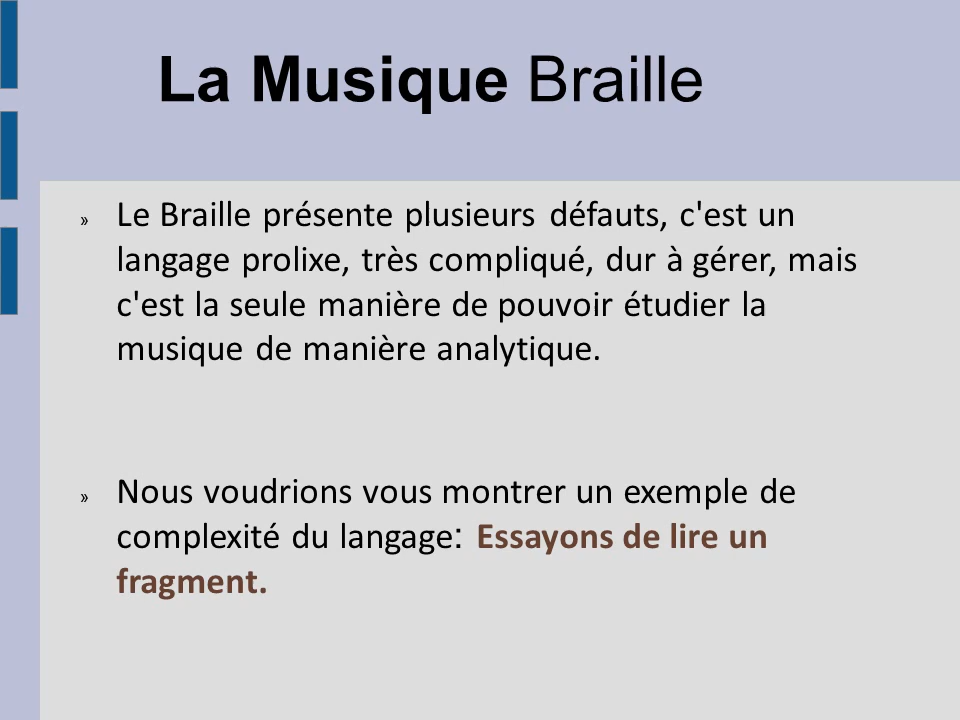 La Musique Braille
» Le Braille présente plusieurs défauts, c'est un
langage prolixe, très compliqué, dur à gérer, mais
c'est la seule manière de pouvoir étudier la
musique de manière analytique.
» Nous voudrions vous montrer un exemple de
complexité du langage: Essayons de lire un
fragment.